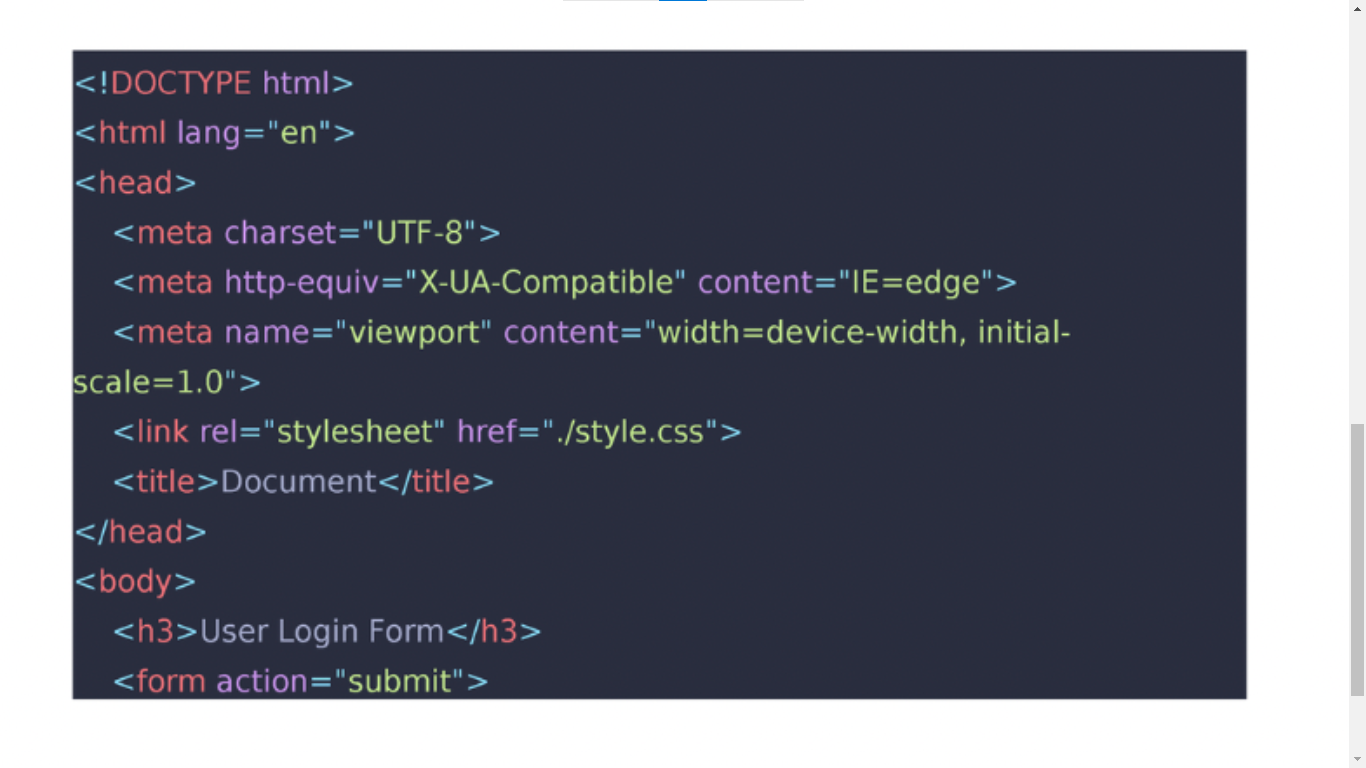 <!DOCTYPE html>
<html lang="en">
<head>
    <meta charset="UTF-8">
    <meta http-equiv="X-UA-Compatible" content="IE=edge">
    <meta name="viewport" content="width=device-width, initial-
scale=1.0">
    <link rel="stylesheet" href="./style.css">
    <title>Document</title>
</head>
<body>
    <h3>User Login Form</h3>
    <form action="submit">